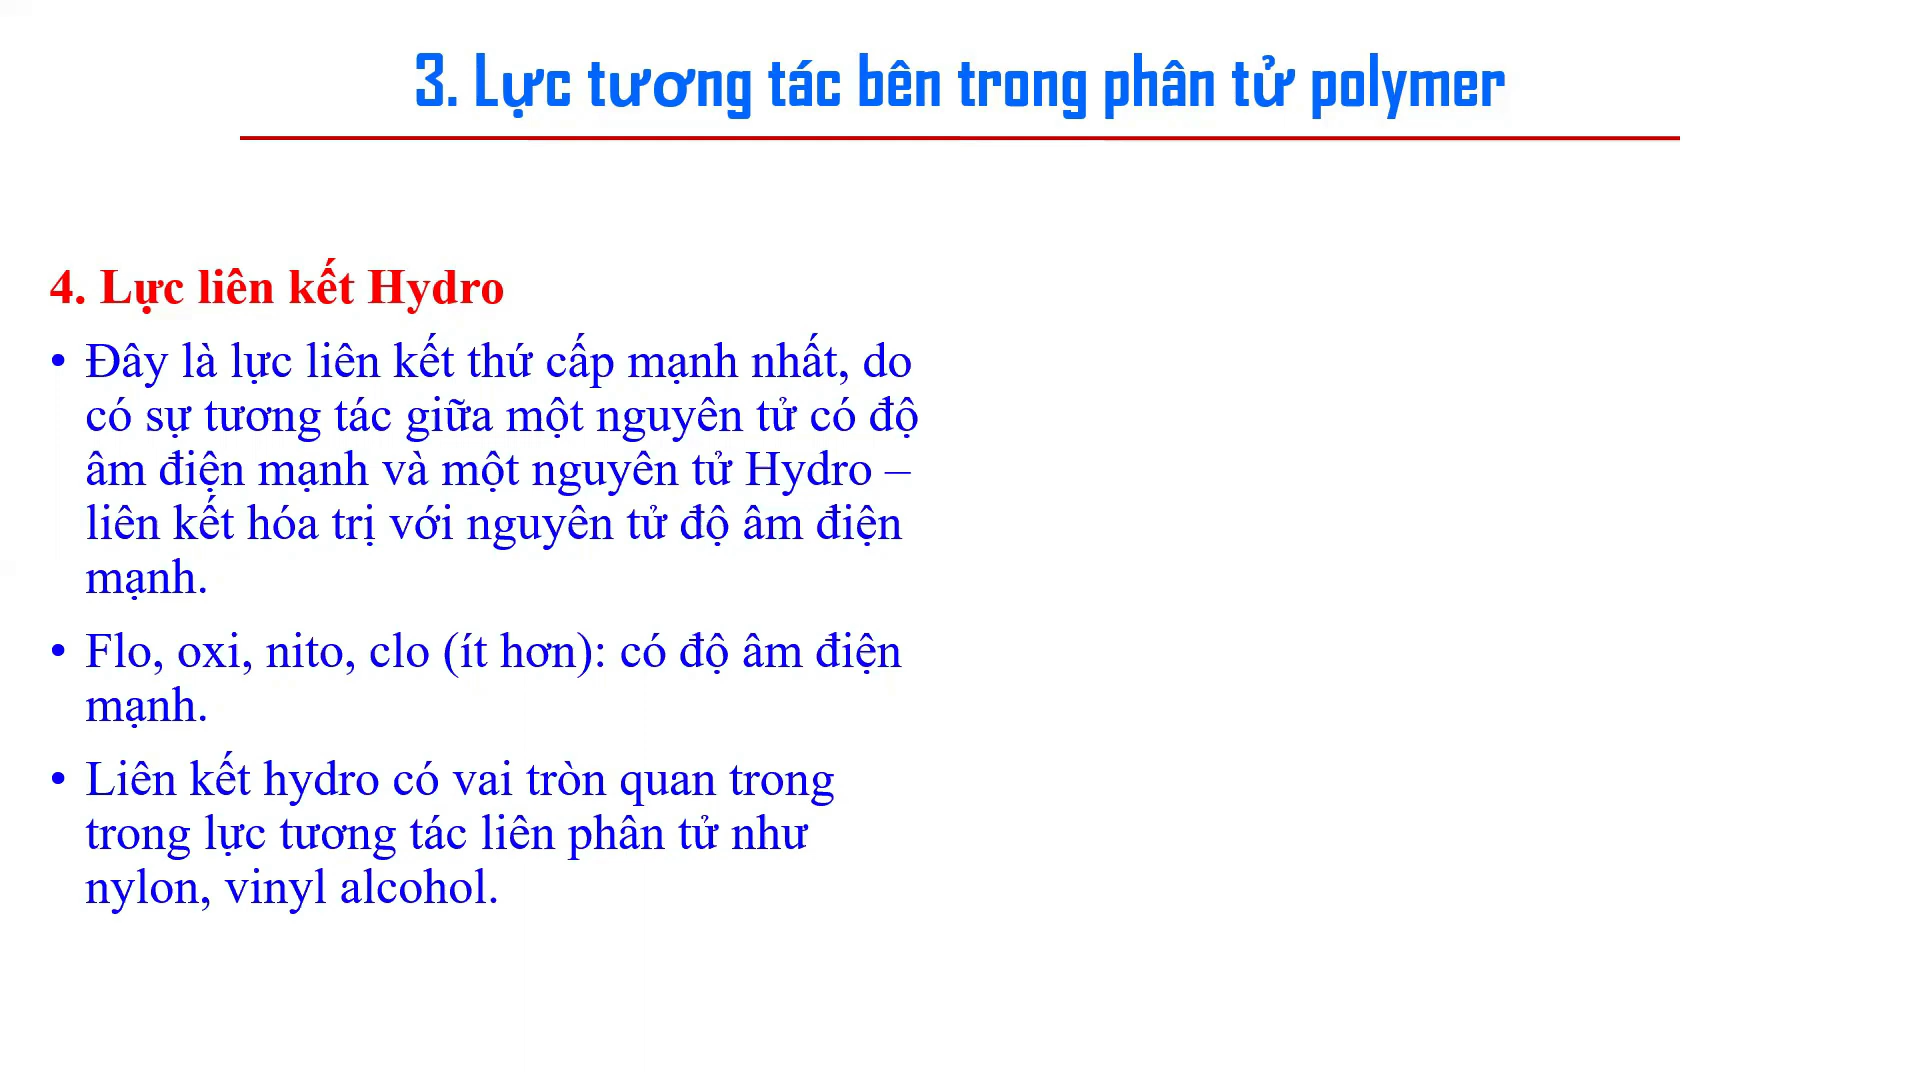 3. Lực tương tác bên trong phân tử polymer
4. Lực liên kết Hydro
• Đây là lực liên kết thứ cấp mạnh nhất, do
có sự tương tác giữa một nguyên tử có độ
âm điện mạnh và một nguyên tử Hydro –
liên kết hóa trị với nguyên tử độ âm điện
mạnh.
• Flo, oxi, nito, clo (ít hơn): có độ âm điện
mạnh.
• Liên kết hydro có vai tròn quan trong
trong lực tương tác liên phân tử như
nylon, vinyl alcohol.